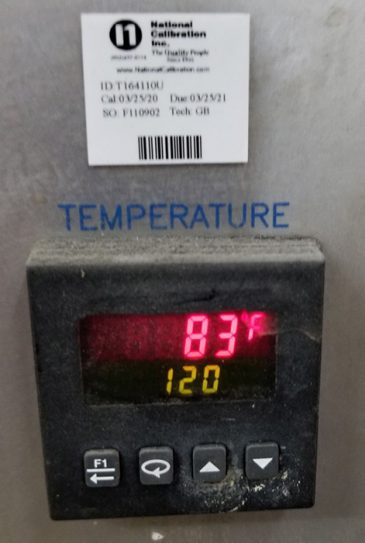 n
National
Calibration
Inc.
The Quality People
www.NationalCalibration.com
ID:T164110U
Cal:03/25/20 Due:03/25/21
SO: F110902 Tech: GB
TEMPERATURE
83°F
120
F1